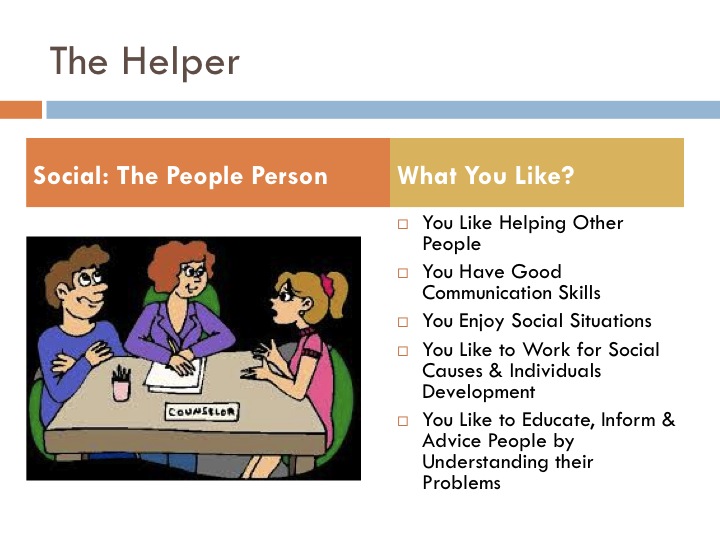 The Helper
Social: The People Person
What You Like?
You Like Helping Other
People
You Have Good
Communication Skills
You Enjoy Social Situations
You Like to Work for Social
Causes & Individuals
Development
You Like to Educate, Inform &
Advice People by
Understanding their
Problems
COUNSELOR